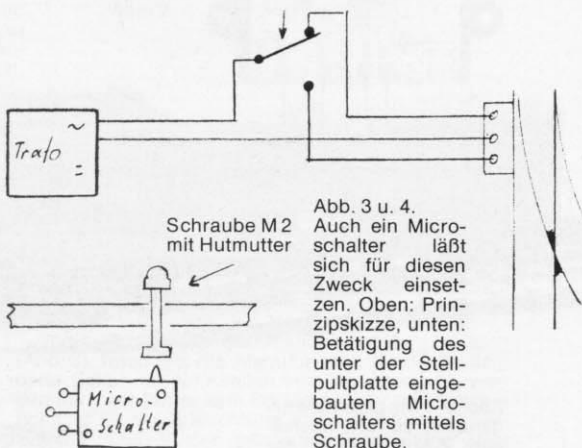 Trafo
~
=
Schraube M 2
mit Hutmutter
Abb. 3 u. 4.
Auch ein Micro-
schalter läßt
sich für diesen
Zweck einset-
zen. Oben: Prin-
zipskizze, unten:
Betätigung des
unter der Stell-
pultplatte einge-
bauten Micro-
schalters mittels
Schraube.
Micro-
Schalter